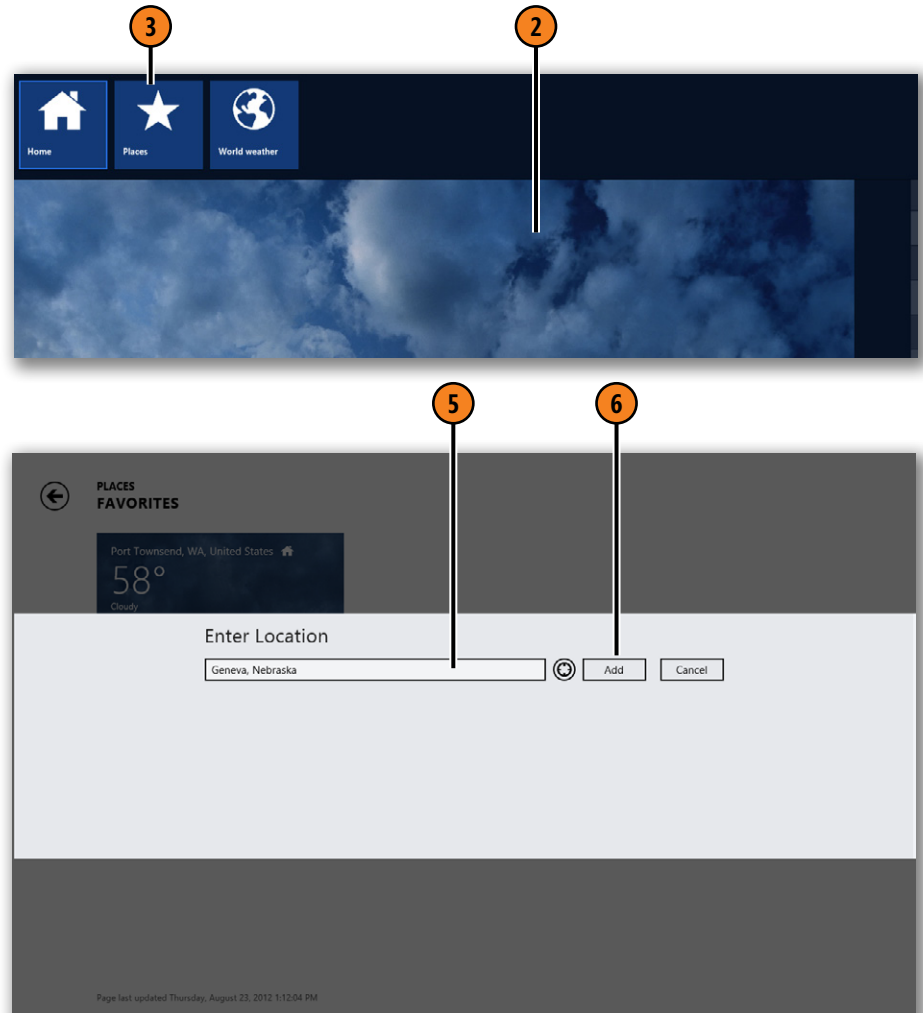 3 2
Home Places World weather
5 6
PLACES
FAVORITES
Port Townsend, WA, United States
58°
Cloudy
Enter Location
Geneva, Nebraska Add Cancel
Page last updated Thursday, August 23, 2012 1:12:04 PM